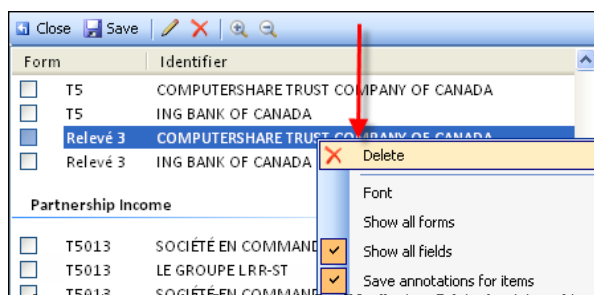 Close Save
Form Identifier
T5 COMPUTERSHARE TRUST COMPANY OF CANADA
T5 ING BANK OF CANADA
Relevé 3 COMPUTERSHARE TRUST COMPANY OF CANADA
Relevé 3 ING BANK OF CANADA
Delete
Font
Partnership Income
Show all forms
T5013 SOCIÉTÉ EN COMMAND
Show all fields
T5013 LE GROUPE LRR-ST
T5013 SOCIÉTÉ EN COMMAND
Save annotations for items